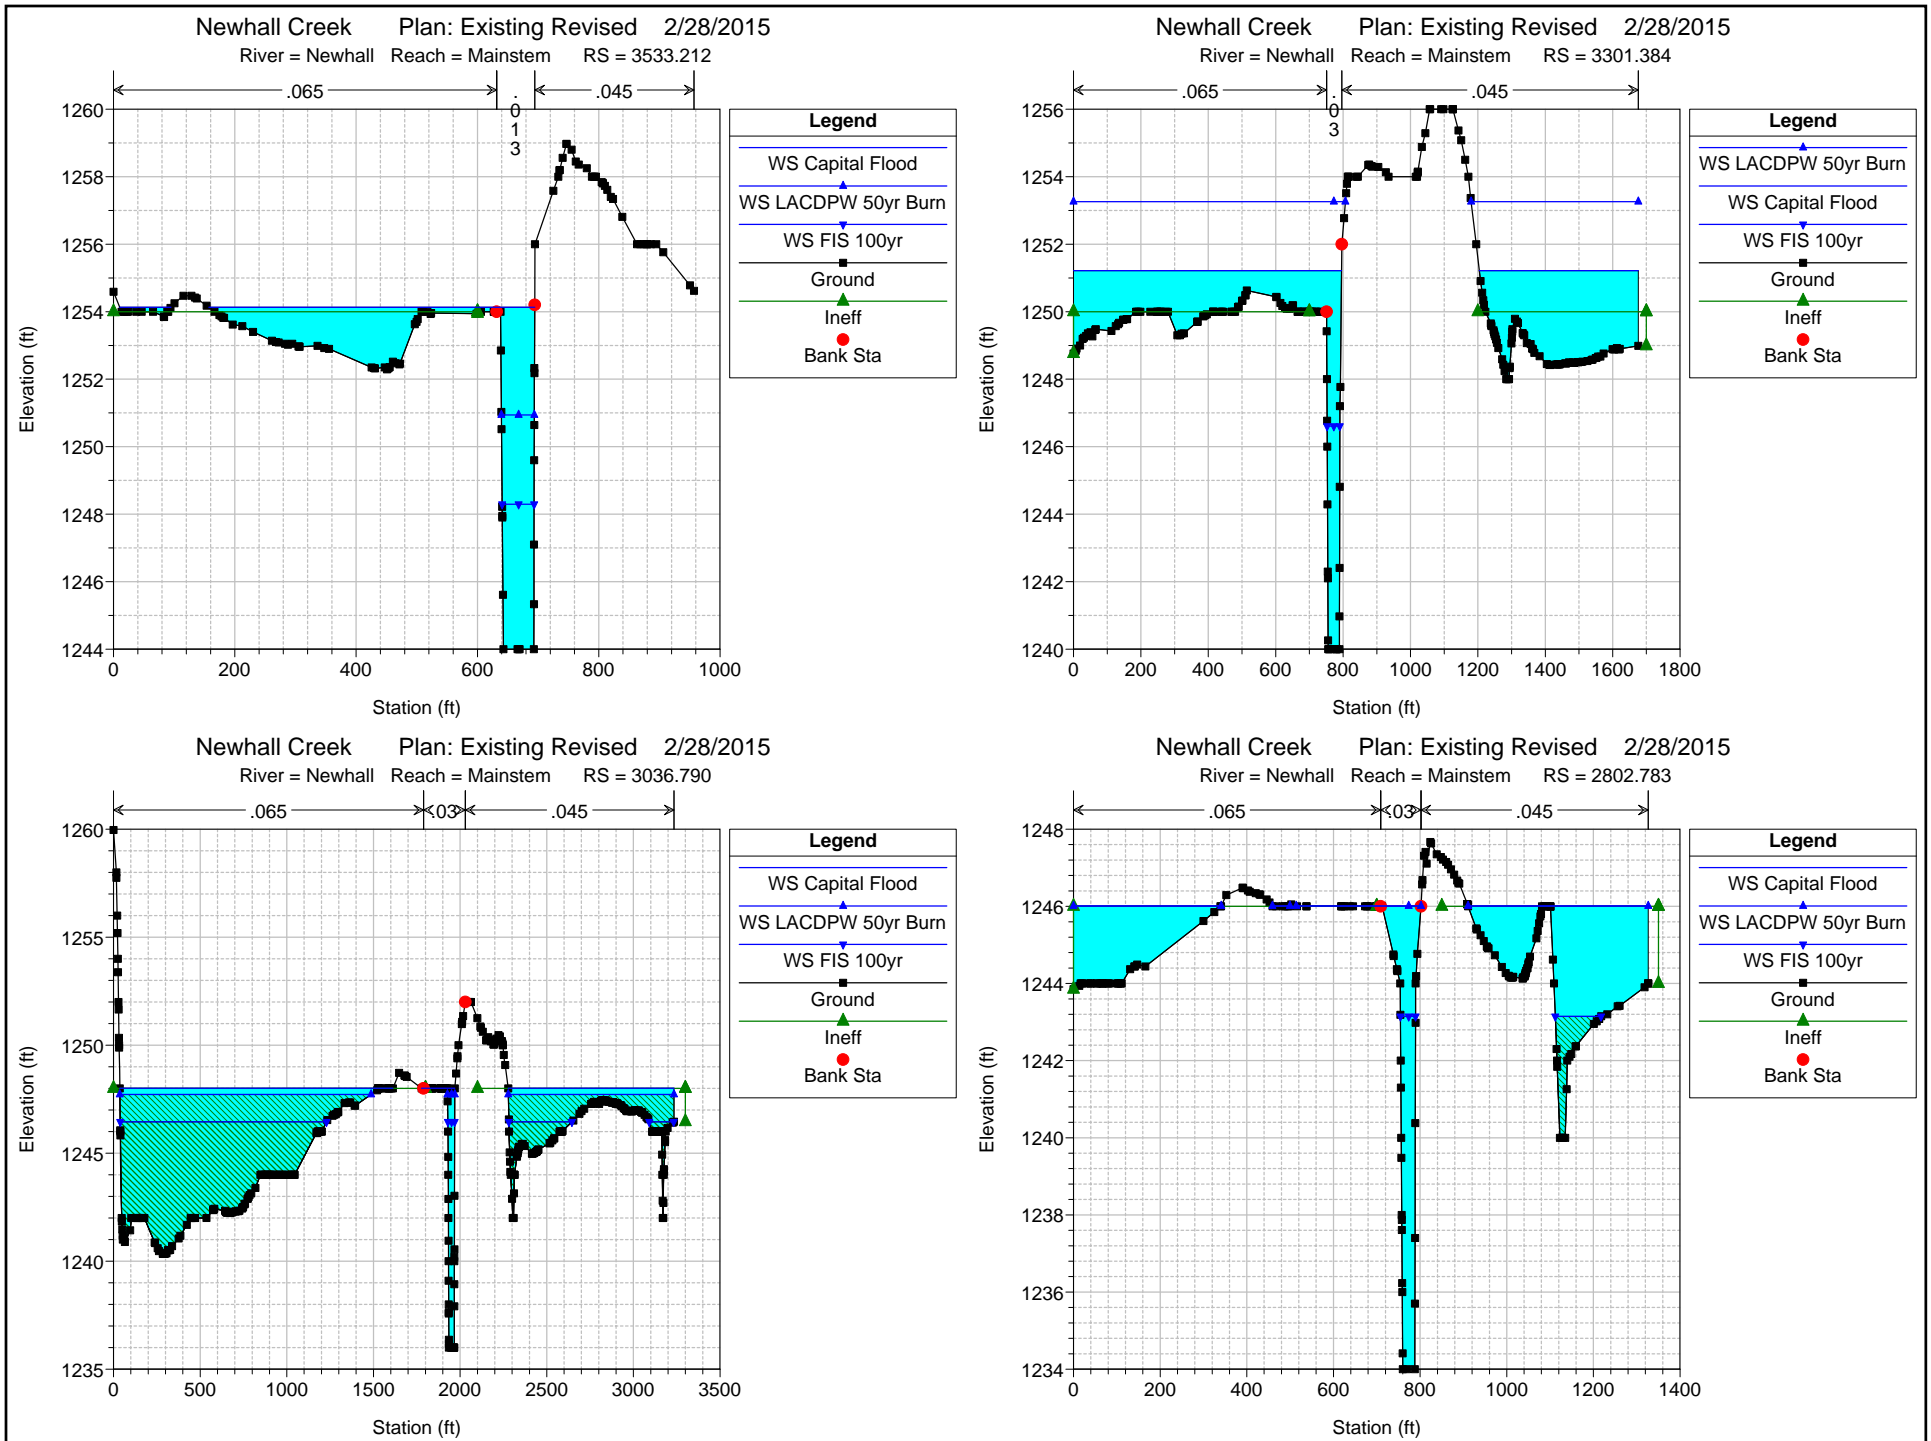 Newhall Creek Plan: Existing Revised 2/28/2015
River = Newhall Reach = Mainstem RS = 3533.212
.065 .013 .045
1260
1258
1256
1254
1252
1250
1248
1246
1244
Elevation (ft)
0 200 400 600 800 1000
Station (ft)
Legend
WS Capital Flood
WS LACDPW 50yr Burn
WS FIS 100yr
Ground
Ineff
Bank Sta
Newhall Creek Plan: Existing Revised 2/28/2015
River = Newhall Reach = Mainstem RS = 3301.384
.065 .03 .045
1256
1254
1252
1250
1248
1246
1244
1242
1240
Elevation (ft)
0 200 400 600 800 1000 1200 1400 1600 1800
Station (ft)
Legend
WS LACDPW 50yr Burn
WS Capital Flood
WS FIS 100yr
Ground
Ineff
Bank Sta
Newhall Creek Plan: Existing Revised 2/28/2015
River = Newhall Reach = Mainstem RS = 3036.790
.065 .03 .045
1260
1255
1250
1245
1240
1235
Elevation (ft)
0 500 1000 1500 2000 2500 3000 3500
Station (ft)
Legend
WS Capital Flood
WS LACDPW 50yr Burn
WS FIS 100yr
Ground
Ineff
Bank Sta
Newhall Creek Plan: Existing Revised 2/28/2015
River = Newhall Reach = Mainstem RS = 2802.783
.065 .03 .045
1248
1246
1244
1242
1240
1238
1236
1234
Elevation (ft)
0 200 400 600 800 1000 1200 1400
Station (ft)
Legend
WS Capital Flood
WS LACDPW 50yr Burn
WS FIS 100yr
Ground
Ineff
Bank Sta